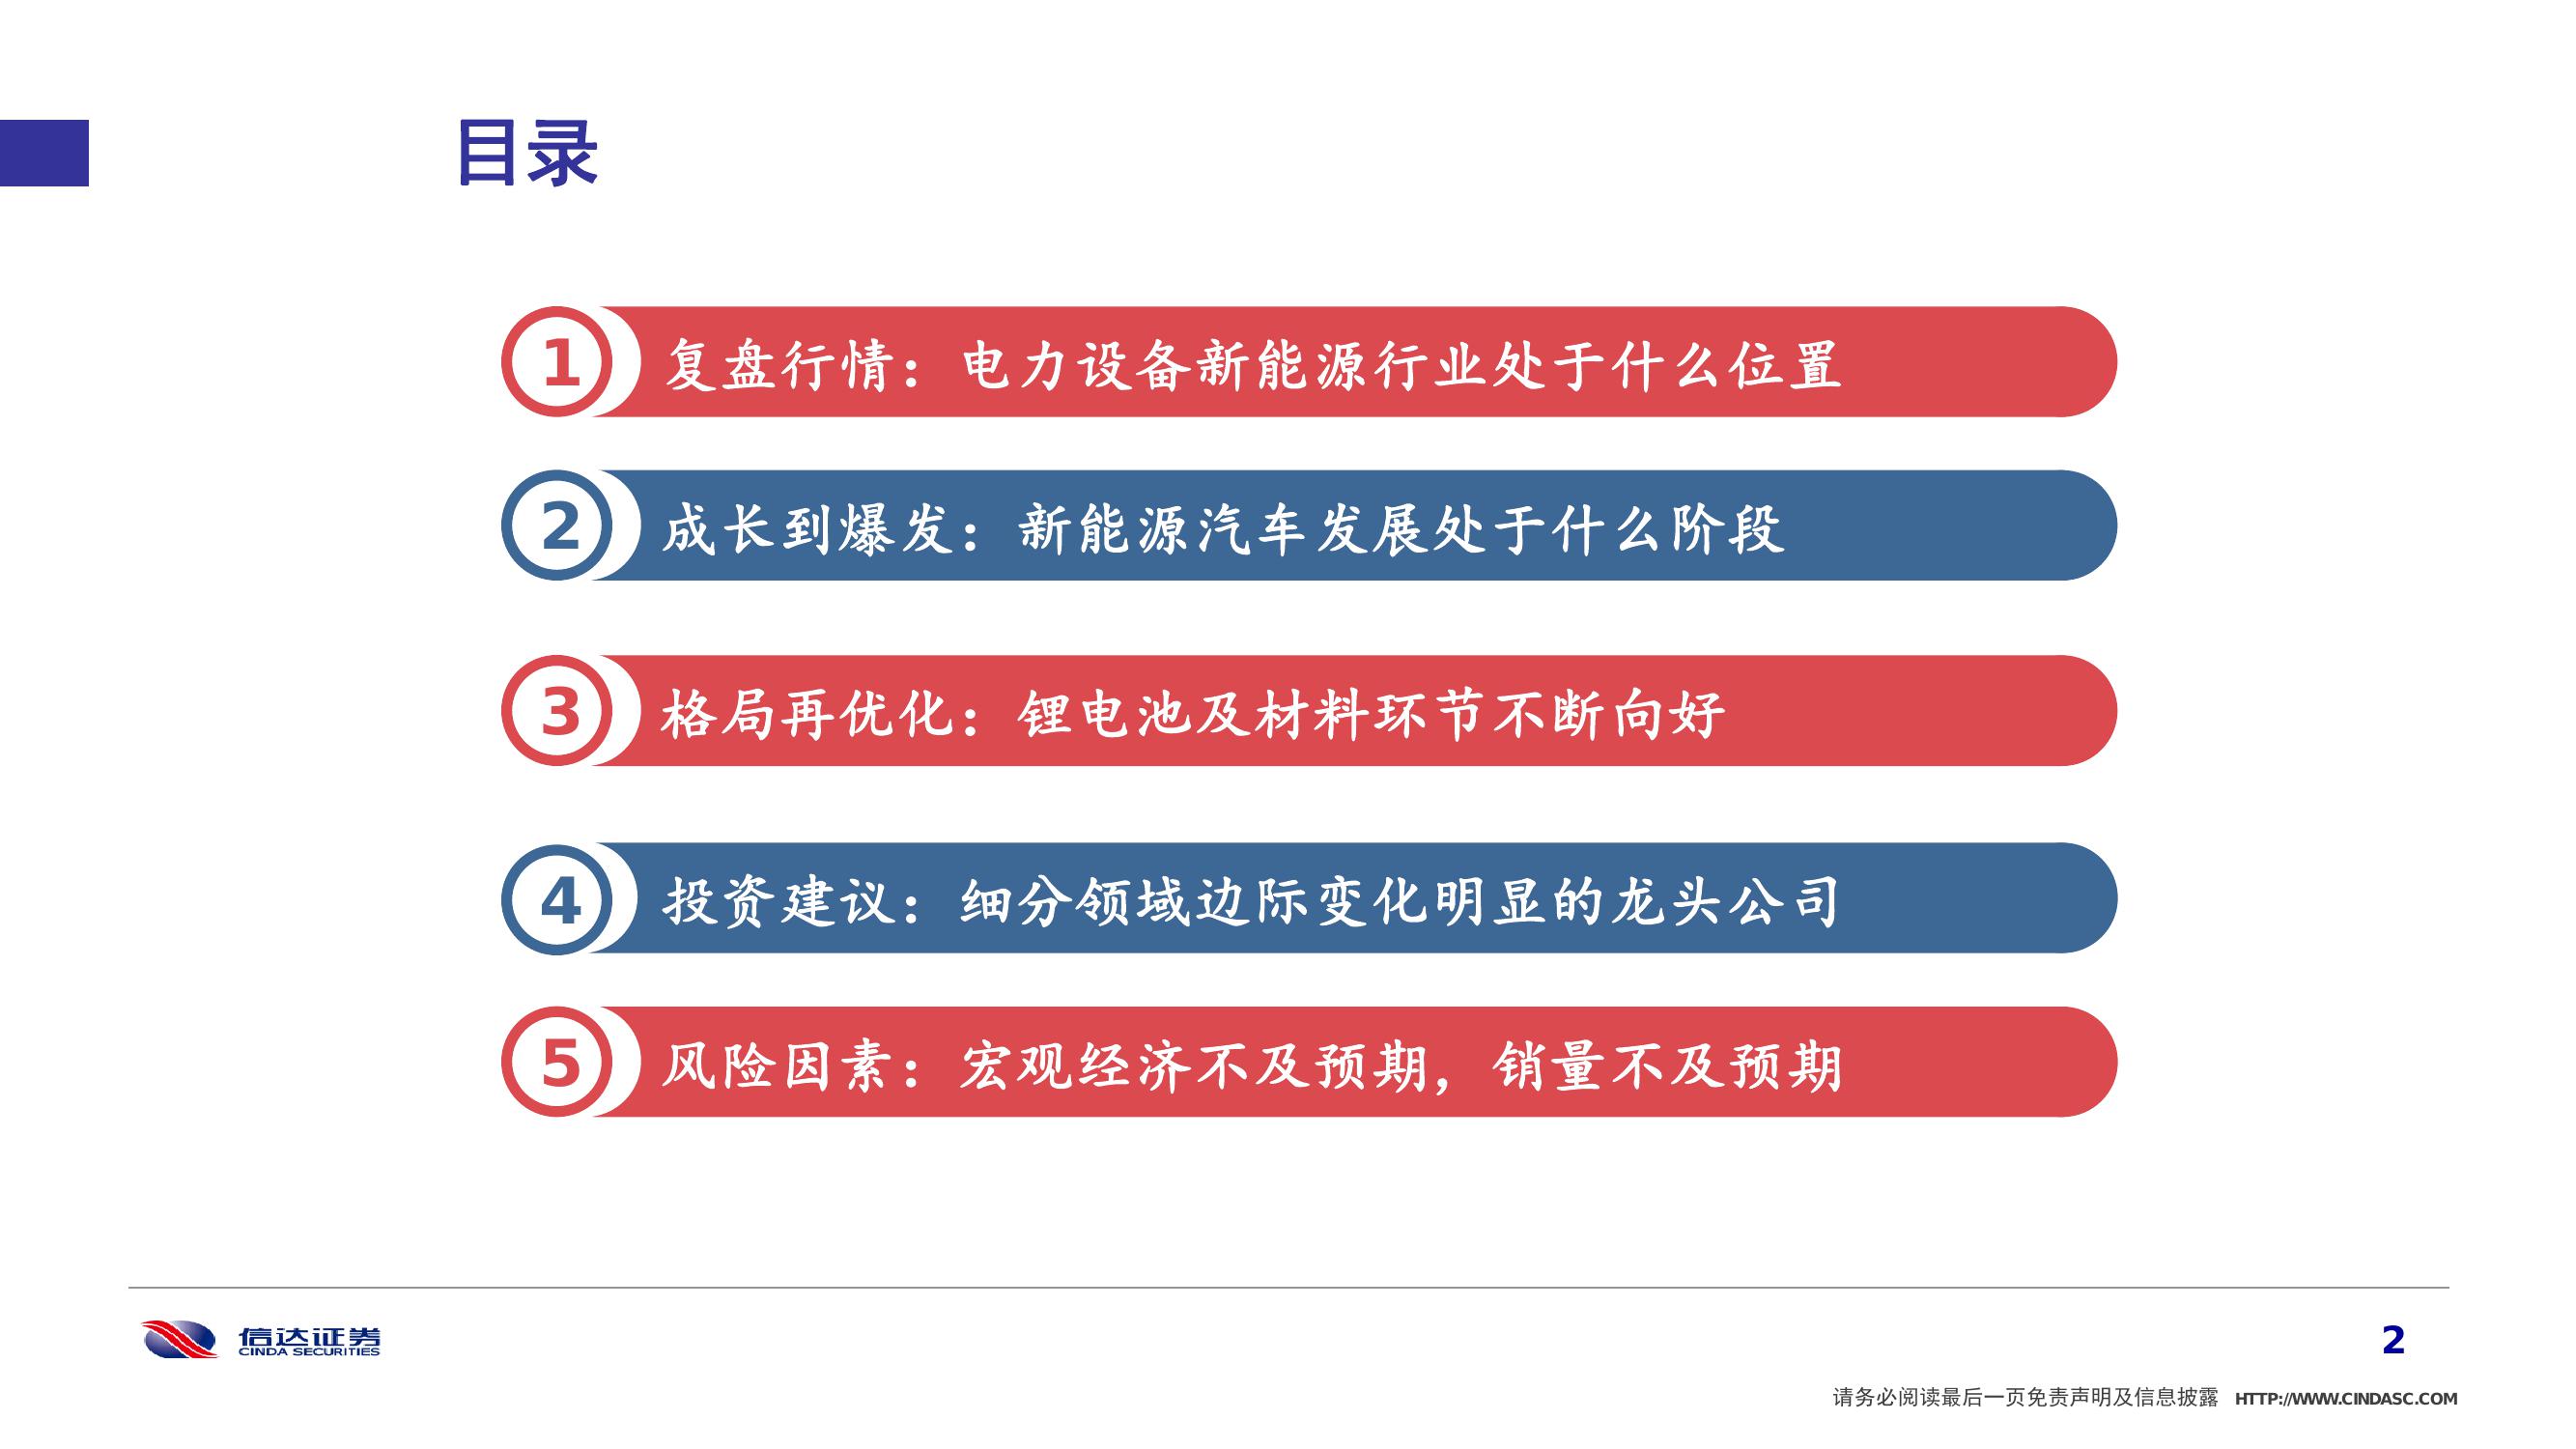 目录
1 复盘行情：电力设备新能源行业处于什么位置
2 成长到爆发：新能源汽车发展处于什么阶段
3 格局再优化：锂电池及材料环节不断向好
4 投资建议：细分领域边际变化明显的龙头公司
5 风险因素：宏观经济不及预期，销量不及预期
信达证券
CINDA SECURITIES
2
请务必阅读最后一页免责声明及信息披露 HTTP://WWW.CINDASC.COM